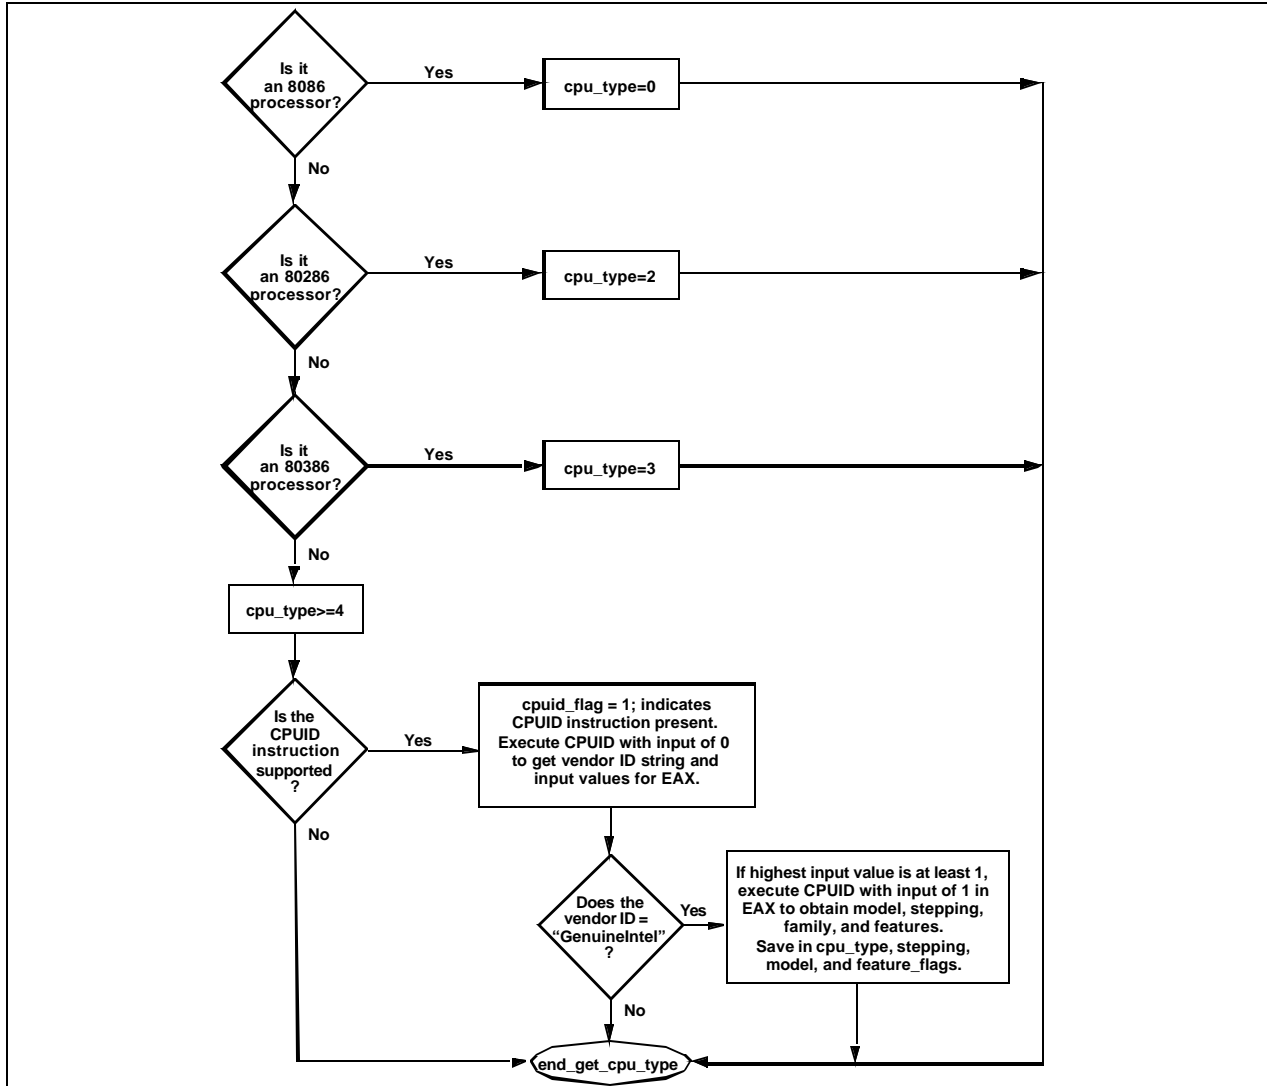 Is it
an 8086
processor?
Yes
cpu_type=0
No
Is it
an 80286
processor?
Yes
cpu_type=2
No
Is it
an 80386
processor?
Yes
cpu_type=3
No
cpu_type>=4
Is the
CPUID
instruction
supported
?
Yes
cpuid_flag = 1; indicates
CPUID instruction present.
Execute CPUID with input of 0
to get vendor ID string and
input values for EAX.
No
Does the
vendor ID =
“GenuineIntel”
?
Yes
If highest input value is at least 1,
execute CPUID with input of 1 in
EAX to obtain model, stepping,
family, and features.
Save in cpu_type, stepping,
model, and feature_flags.
No
end_get_cpu_type